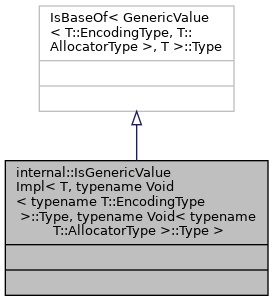 IsBaseOf< GenericValue
< T::EncodingType, T::
AllocatorType >, T >::Type
internal::IsGenericValue
Impl< T, typename Void
< typename T::EncodingType
>::Type, typename Void< typename
T::AllocatorType >::Type >